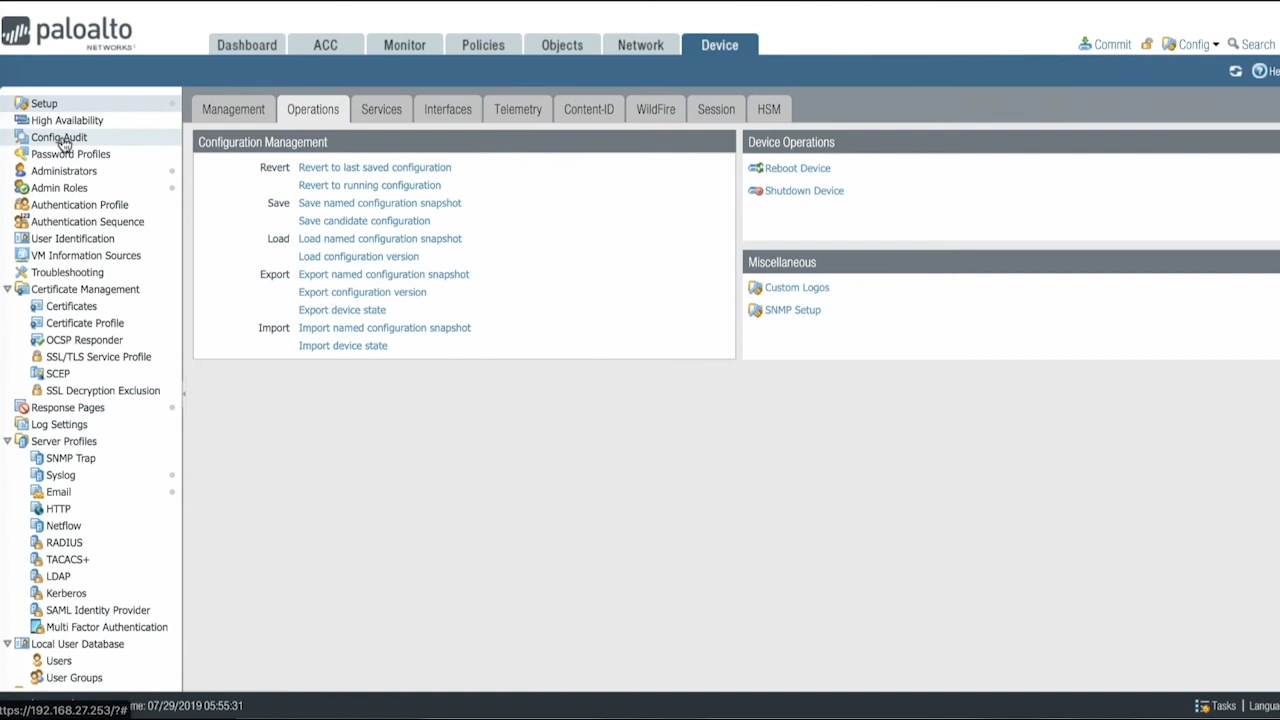 paloalto
NETWORKS
Dashboard
ACC
Monitor
Policies
Objects
Network
Device
Commit
Config
Search
He
Setup
High Availability
Config Audit
Password Profiles
Administrators
Admin Roles
Authentication Profile
Authentication Sequence
User Identification
VM Information Sources
Troubleshooting
Certificate Management
Certificates
Certificate Profile
OCSP Responder
SSL/TLS Service Profile
SCEP
SSL Decryption Exclusion
Response Pages
Log Settings
Server Profiles
SNMP Trap
Syslog
Email
HTTP
Netflow
RADIUS
TACACS+
LDAP
Kerberos
SAML Identity Provider
Multi Factor Authentication
Local User Database
Users
User Groups
Management
Operations
Services
Interfaces
Telemetry
Content-ID
WildFire
Session
HSM
Configuration Management
Revert Revert to last saved configuration
Revert to running configuration
Save Save named configuration snapshot
Save candidate configuration
Load Load named configuration snapshot
Load configuration version
Export Export named configuration snapshot
Export configuration version
Export device state
Import Import named configuration snapshot
Import device state
Device Operations
Reboot Device
Shutdown Device
Miscellaneous
Custom Logos
SNMP Setup
ttps://192.168.27.253/?#
me: 07/29/2019 05:55:31
Tasks | Langua